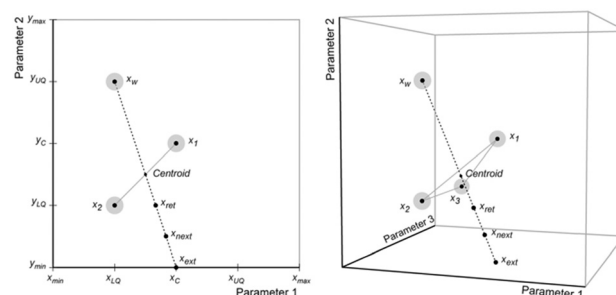 Parameter 2
y_max
y_UQ
y_C
y_LQ
y_min
x_w
x_1
Centroid
x_2
x_ret
x_next
x_ext
x_min
x_LQ
x_C
x_UQ
x_max
Parameter 1
Parameter 2
x_w
x_1
Centroid
x_2
x_3
x_ret
Parameter 3
x_next
x_ext
Parameter 1